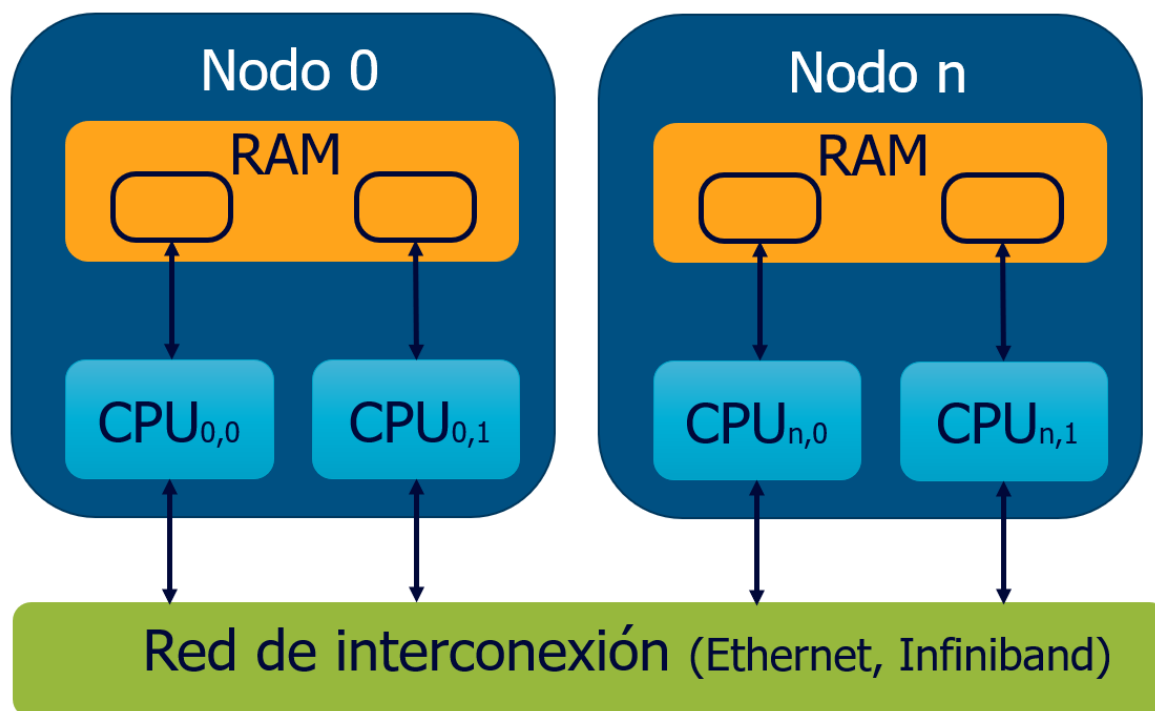 Nodo 0
RAM
CPU0,0 CPU0,1
Nodo n
RAM
CPUn,0 CPUn,1
Red de interconexión (Ethernet, Infiniband)